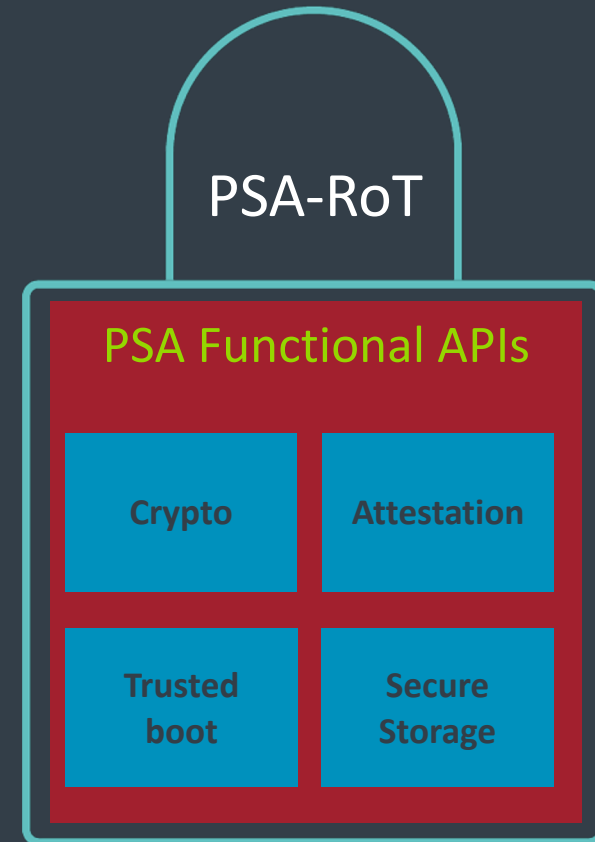 PSA-RoT
PSA Functional APIs
Crypto
Attestation
Trusted
boot
Secure
Storage